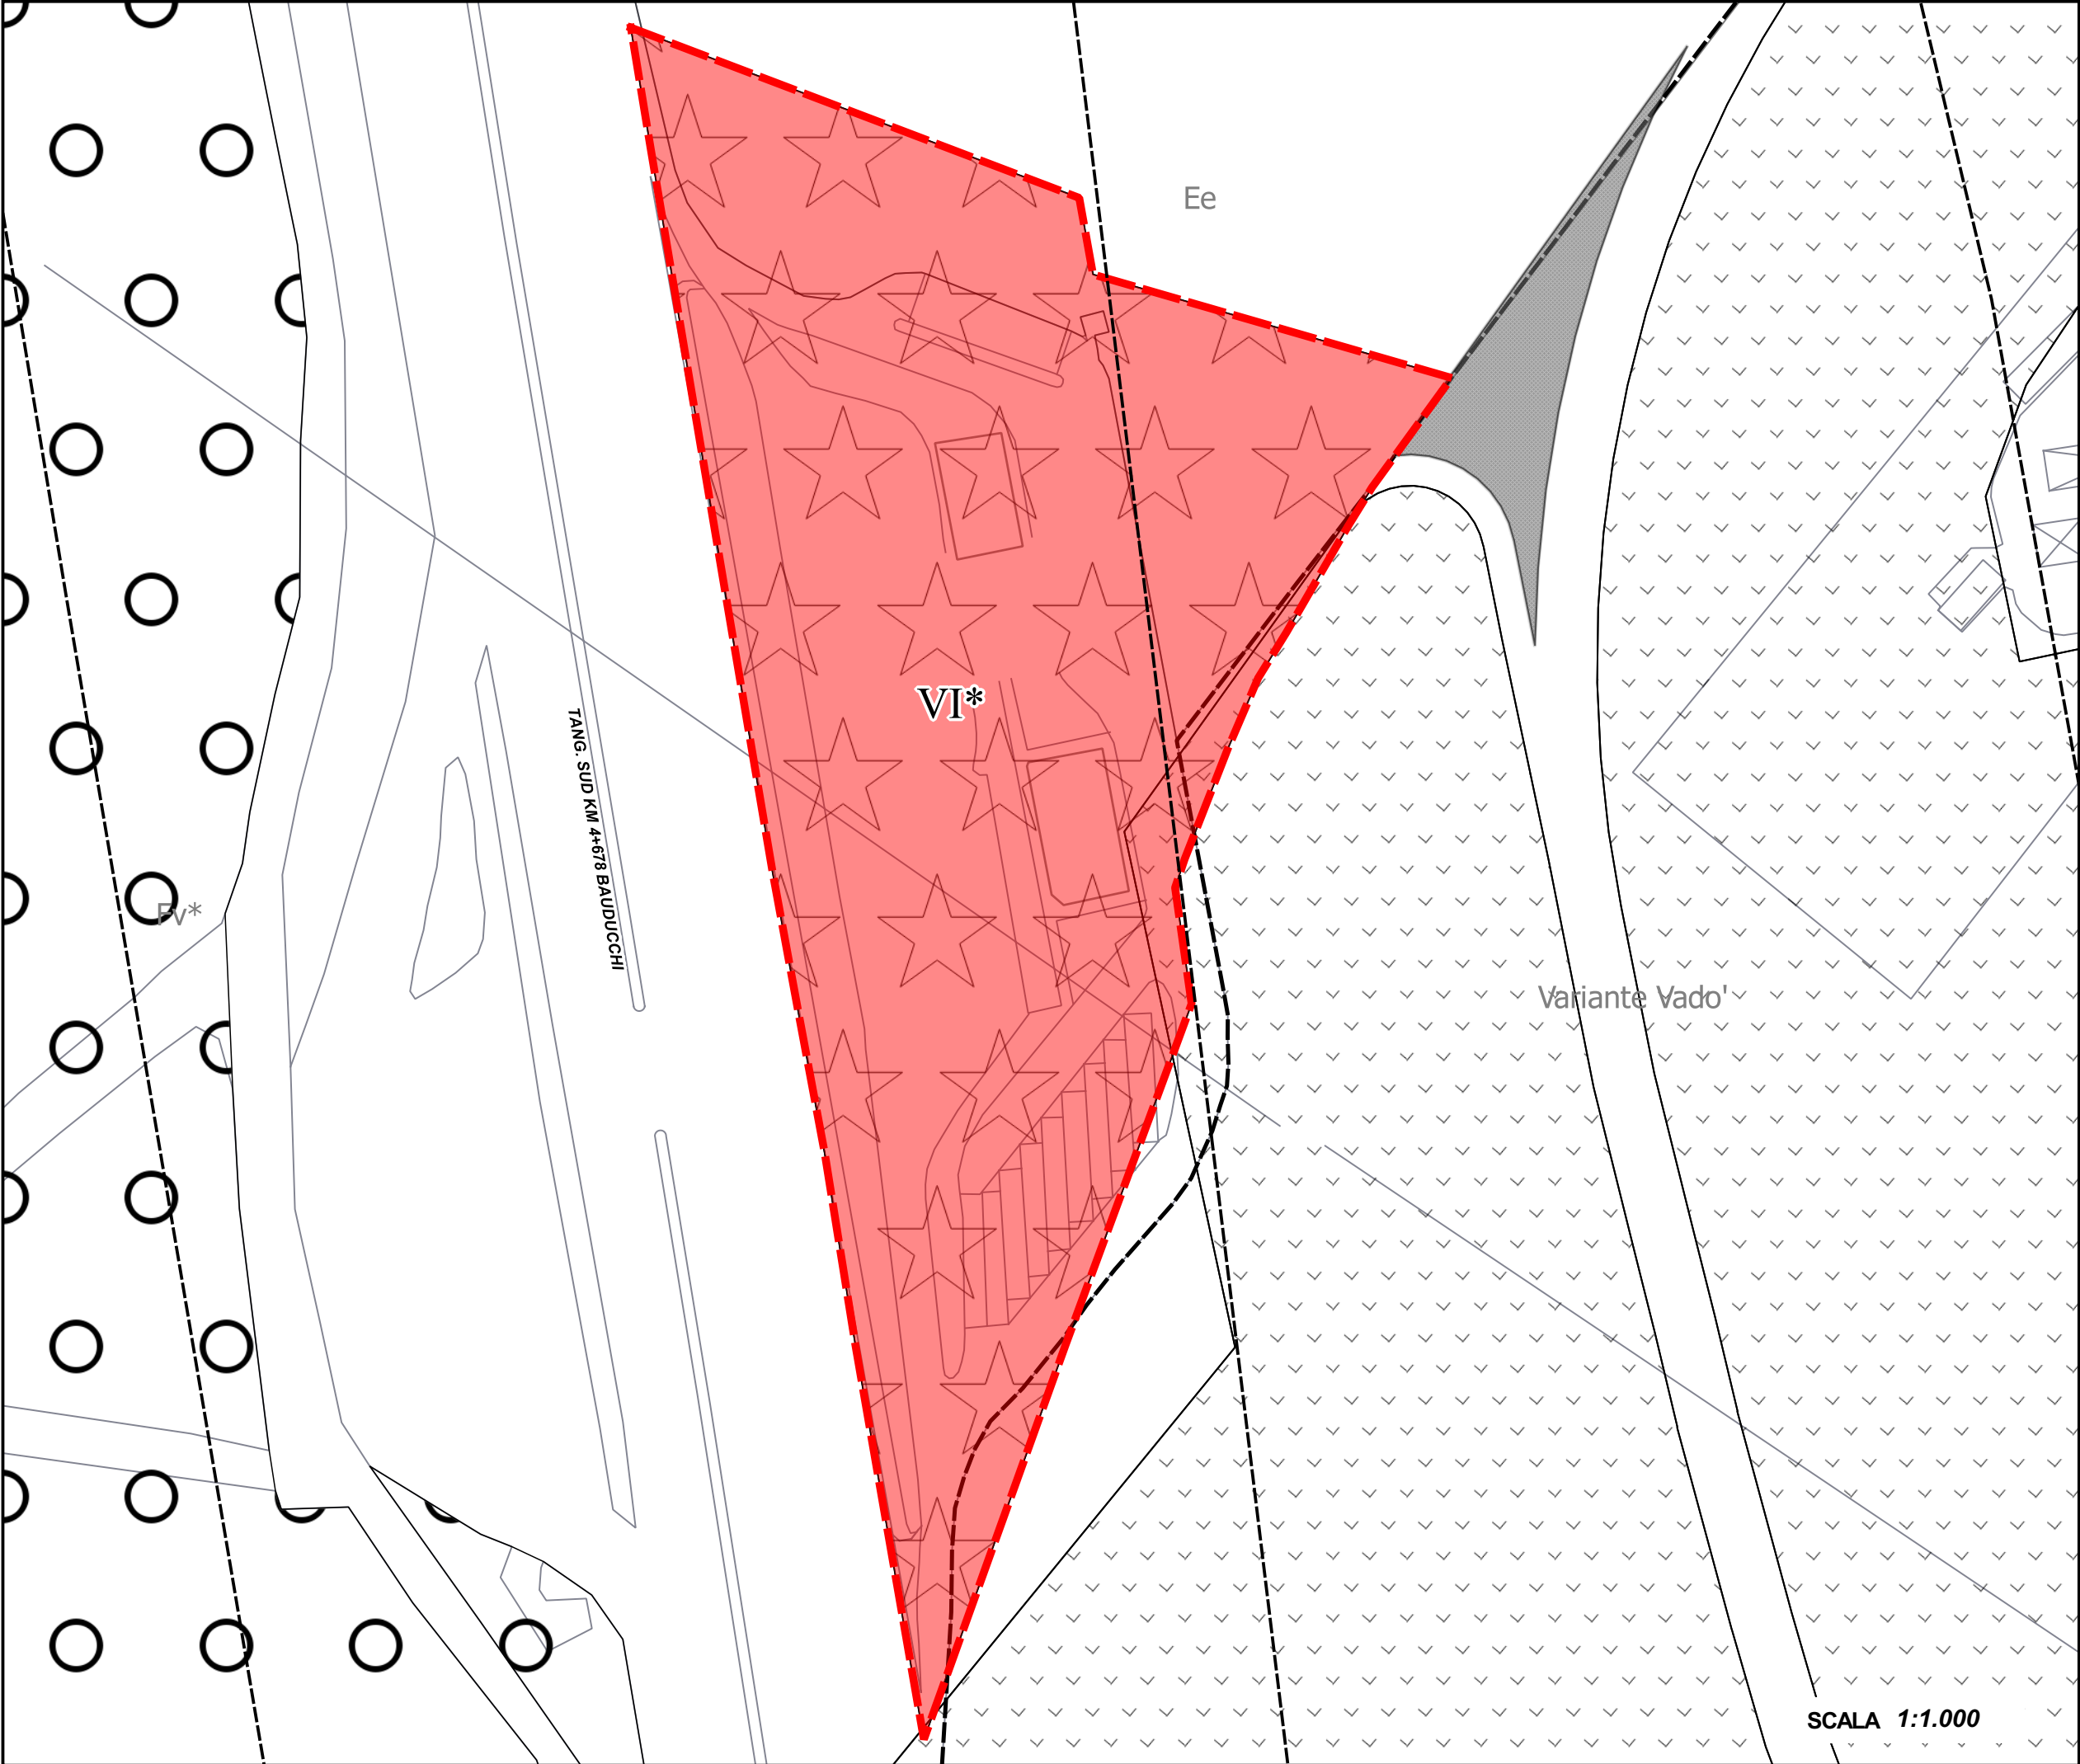 Ee
VI*
TANG. SUD KM 4+678 BAUDUCCHI
Fv*
Variante Vado'
SCALA 1:1.000